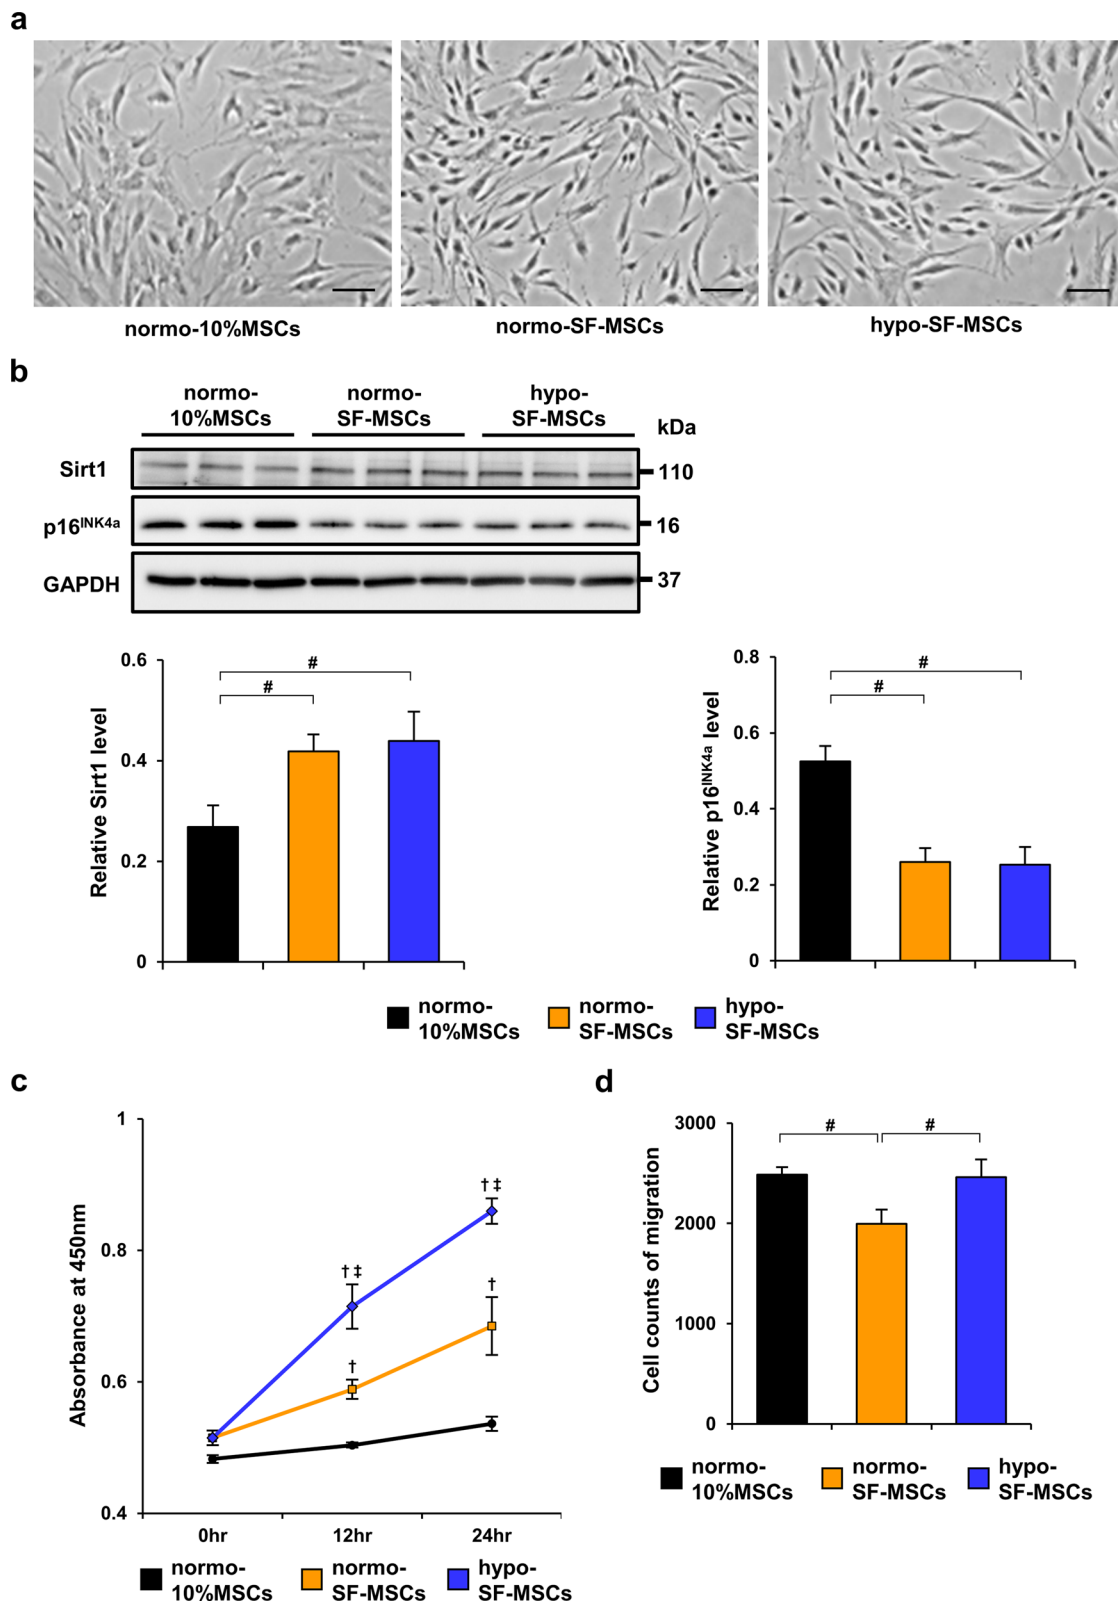 a
normo-10%MSCs
normo-SF-MSCs
hypo-SF-MSCs
b
normo-
10%MSCs
normo-
SF-MSCs
hypo-
SF-MSCs
kDa
Sirt1
110
p16INK4a
16
GAPDH
37
Relative Sirt1 level
0.6
0.4
0.2
0
#
#
Relative p16INK4a level
0.8
0.6
0.4
0.2
0
#
#
normo-
10%MSCs
normo-
SF-MSCs
hypo-
SF-MSCs
c
Absorbance at 450nm
1
0.8
0.6
0.4
†‡
†
†‡
†
0hr
12hr
24hr
normo-
10%MSCs
normo-
SF-MSCs
hypo-
SF-MSCs
d
Cell counts of migration
3000
2000
1000
0
#
#
normo-
10%MSCs
normo-
SF-MSCs
hypo-
SF-MSCs